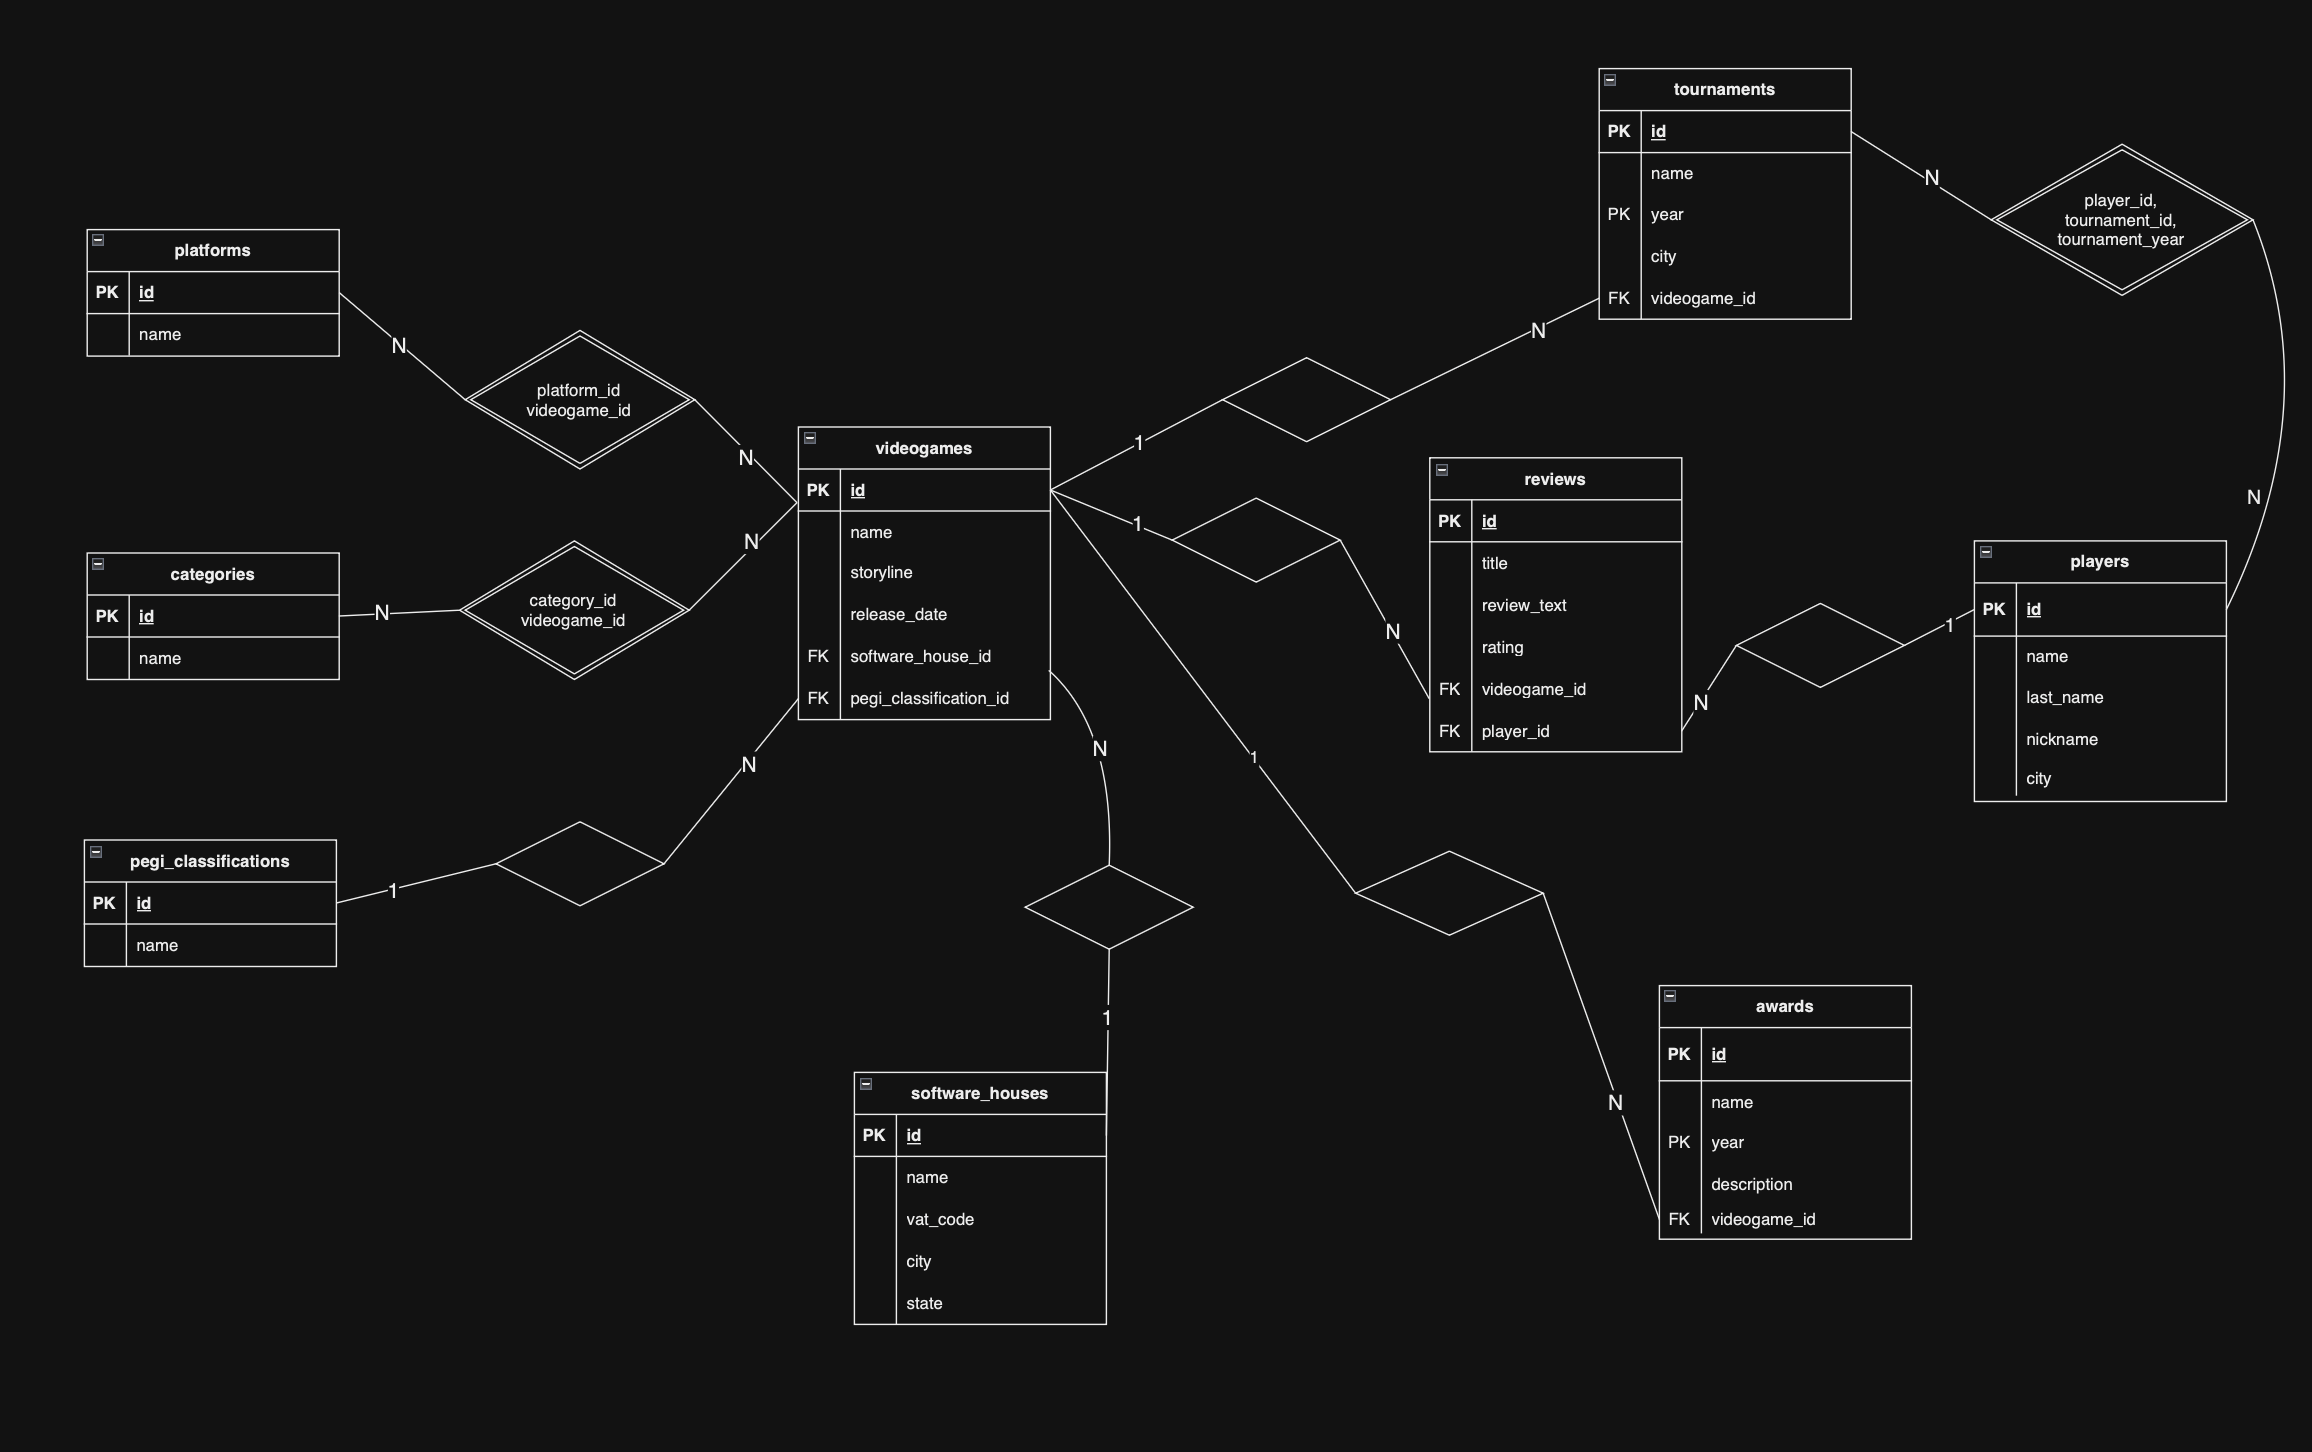 tournaments
PK id
name
PK year
city
FK videogame_id
N
player_id,
tournament_id,
tournament_year
N
platforms
PK id
name
N
platform_id
videogame_id
N
categories
PK id
name
N
category_id
videogame_id
N
videogames
PK id
name
storyline
release_date
FK software_house_id
FK pegi_classification_id
1
N
1
N
reviews
PK id
title
review_text
rating
FK videogame_id
FK player_id
N
1
players
PK id
name
last_name
nickname
city
pegi_classifications
PK id
name
1
N
N
1
software_houses
PK id
name
vat_code
city
state
1
N
awards
PK id
name
PK year
description
FK videogame_id